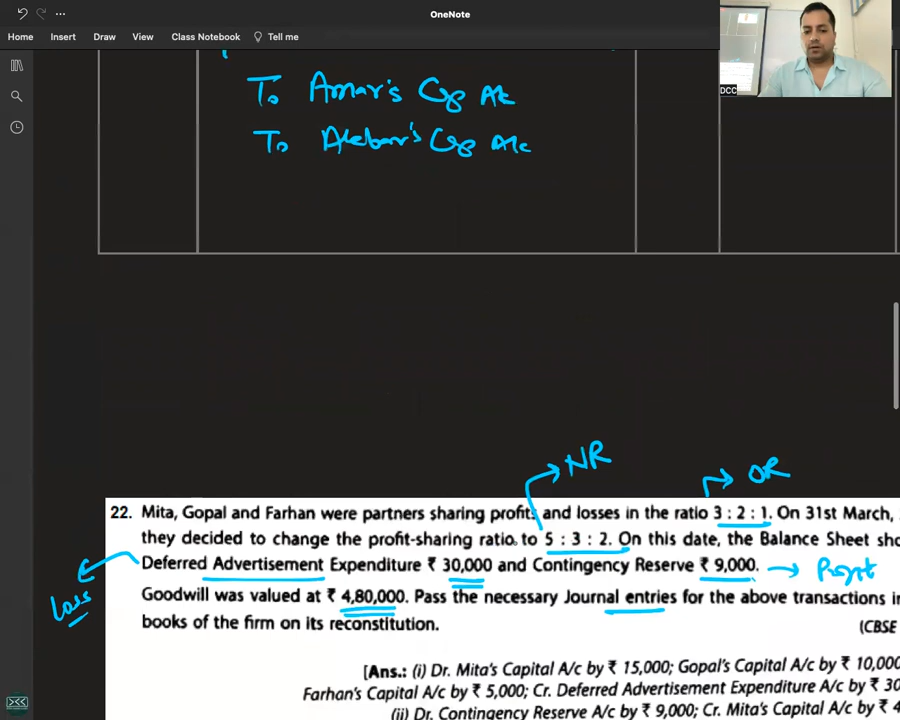 OneNote
Home Insert Draw View Class Notebook Tell me
DCC
To Amar's Cap A/c
To Akbar's Cap A/c
NR
OR
22. Mita, Gopal and Farhan were partners sharing profits and losses in the ratio 3 : 2 : 1. On 31st March,
they decided to change the profit-sharing ratio to 5 : 3 : 2. On this date, the Balance Sheet sho
Deferred Advertisement Expenditure ₹ 30,000 and Contingency Reserve ₹ 9,000. → Profit
Loss
Goodwill was valued at ₹ 4,80,000. Pass the necessary Journal entries for the above transactions in
books of the firm on its reconstitution.
(CBSE
[Ans.: (i) Dr. Mita's Capital A/c by ₹ 15,000; Gopal's Capital A/c by ₹ 10,000
Farhan's Capital A/c by ₹ 5,000; Cr. Deferred Advertisement Expenditure A/c by ₹ 30
(ii) Dr. Contingency Reserve A/c by ₹ 9,000; Cr. Mita's Capital A/c by ₹ 4